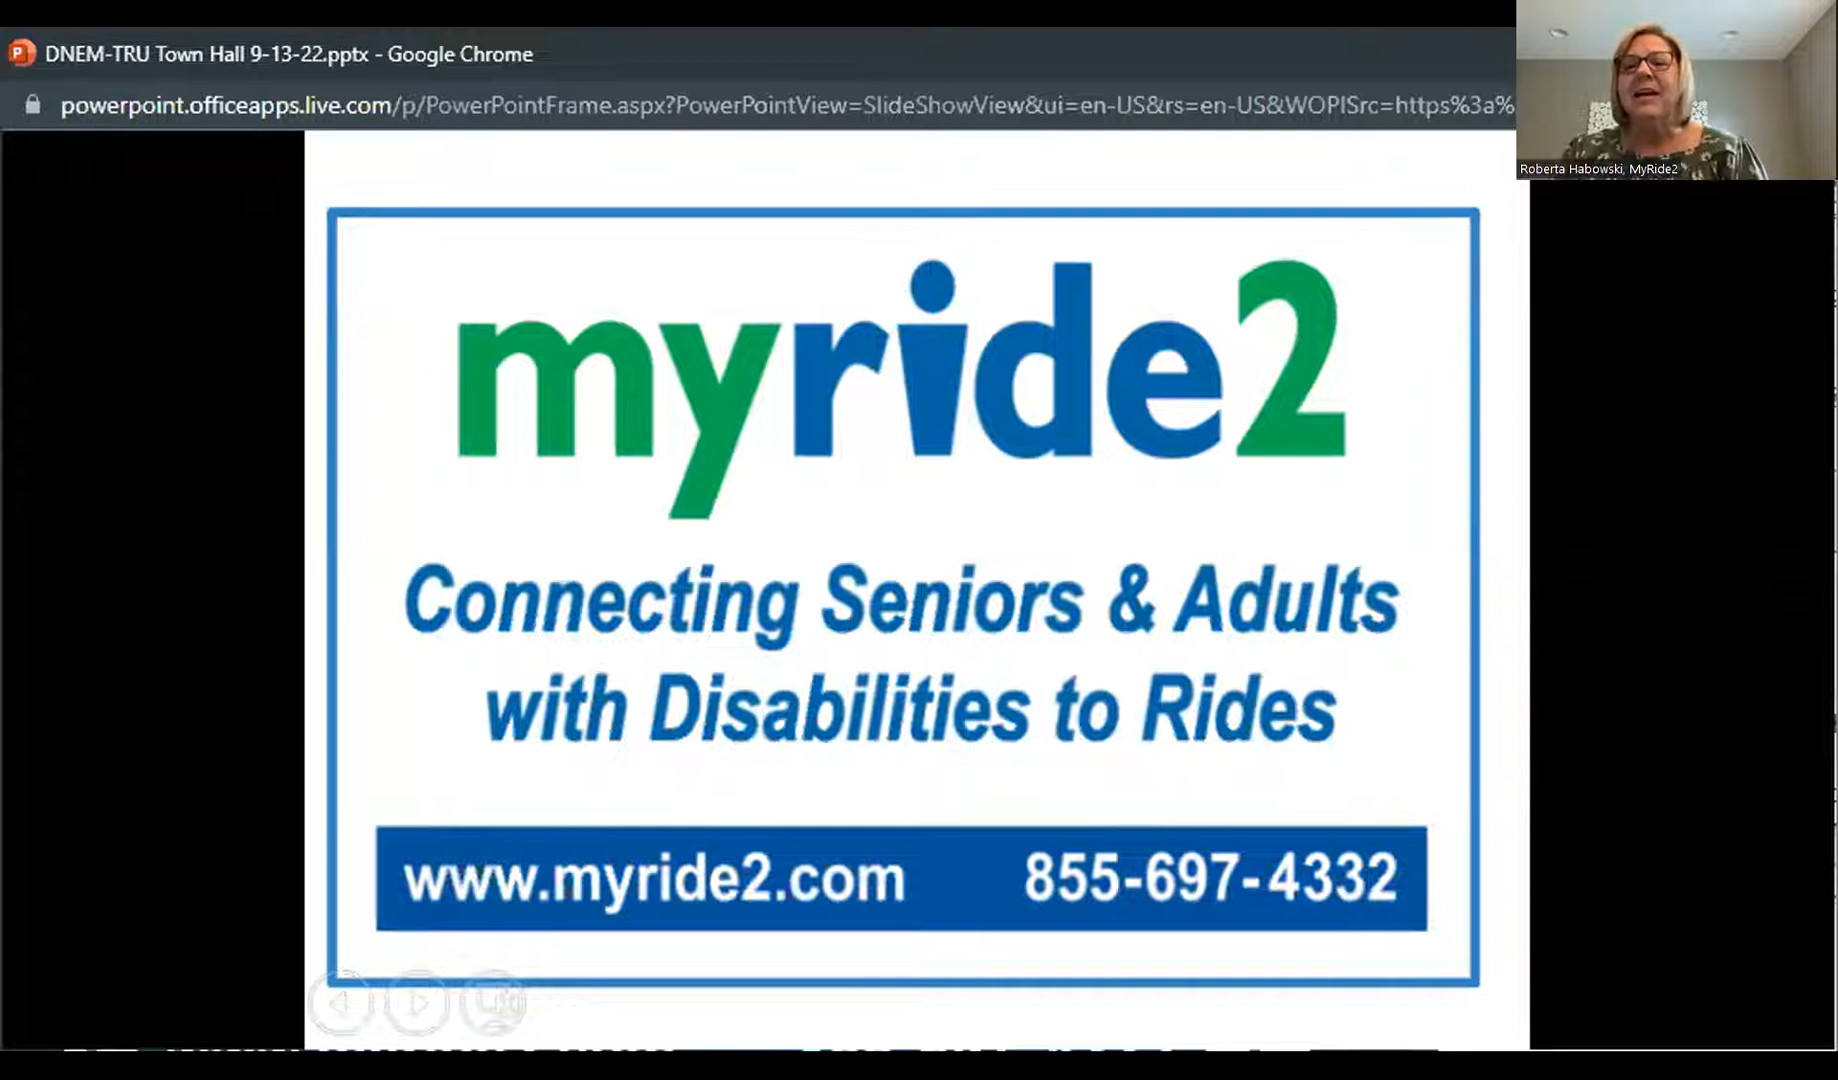 DNEM-TRU Town Hall 9-13-22.pptx - Google Chrome
powerpoint.officeapps.live.com/p/PowerPointFrame.aspx?PowerPointView=SlideShowView&ui=en-US&rs=en-US&WOPISrc=https%3a%
Roberta Habowski, MyRide2
myride2
Connecting Seniors & Adults
with Disabilities to Rides
www.myride2.com 855-697-4332